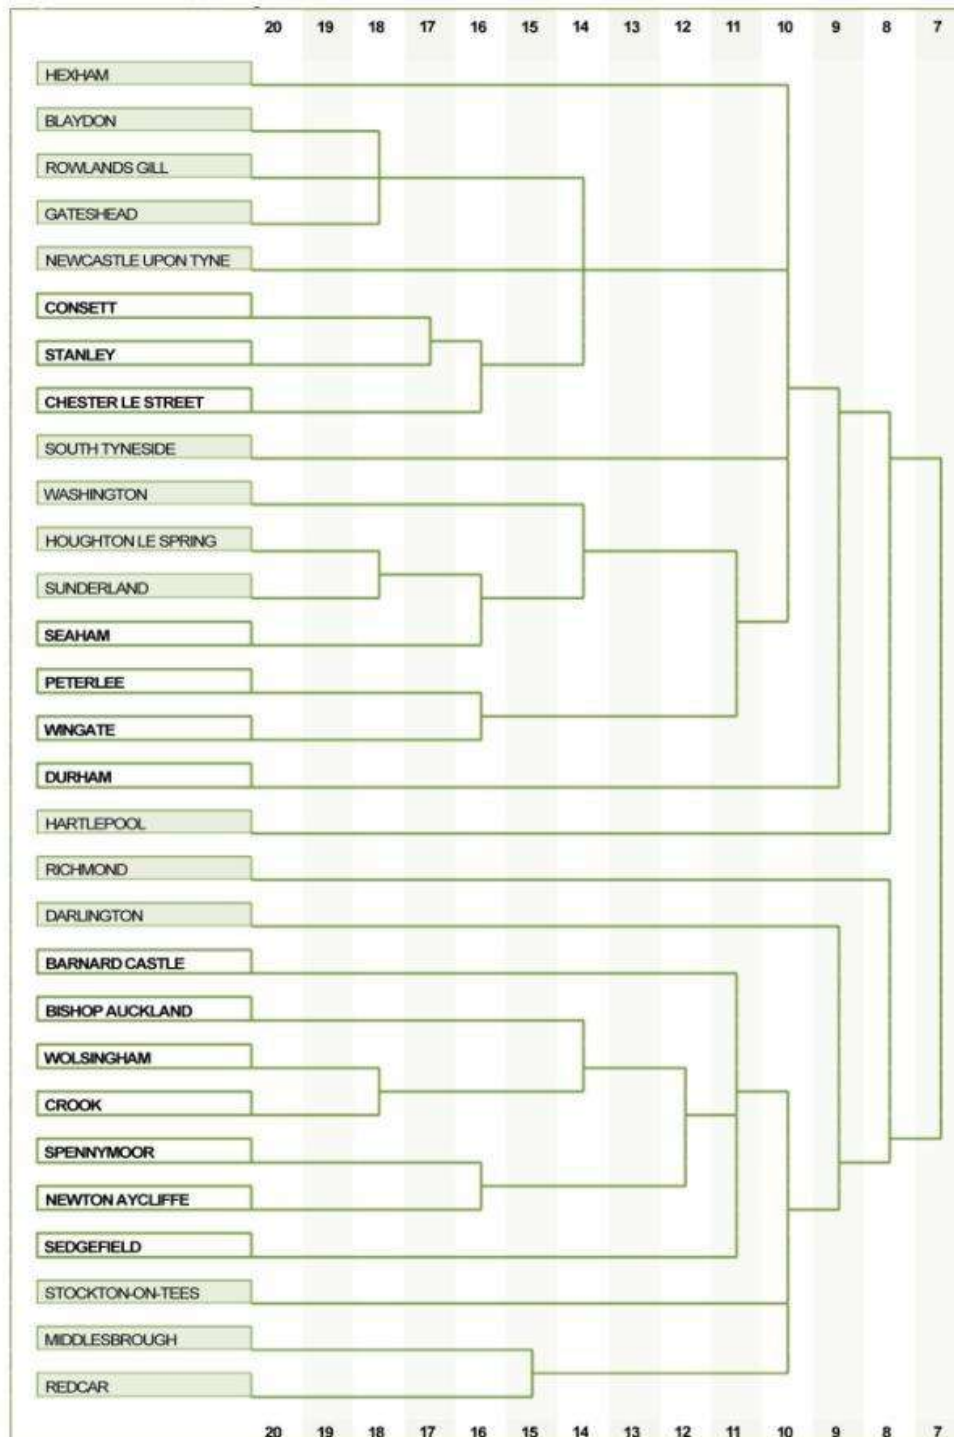 20 19 18 17 16 14 13 12 11 10 9 8 7
HEXHAM
BLAYDON
ROWLANDS GILL
GATESHEAD
NEWCASTLE UPON TYNE
CONSETT
STANLEY
CHESTER LE STREET
SOUTH TYNESIDE
WASHINGTON
HOUGHTON LE SPRING
SUNDERLAND
SEAHAM
PETERLEE
WINGATE
DURHAM
HARTLEPOOL
RICHMOND
DARLINGTON
BARNARD CASTLE
BISHOP AUCKLAND
WOLSINGHAM
CROOK
SPENNYMOOR
NEWTON AYCLIFFE
SEDGEFIELD
STOCKTON-ON-TEES
MIDDLESBROUGH
REDCAR
20 19 18 17 16 15 14 13 12 11 10 9 8 7